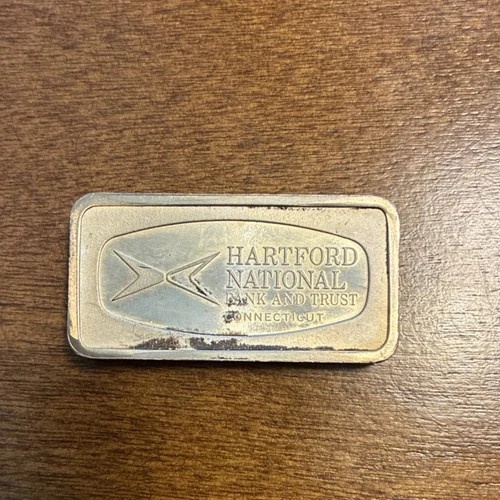 HARTFORD
NATIONAL
BANK AND TRUST
CONNECTICUT